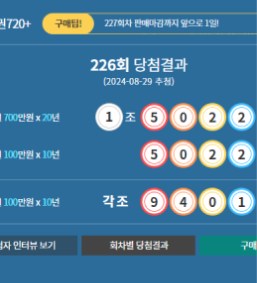 권720+ 구매팁! 227회차 판매마감까지 앞으로 1일!
226회 당첨결과
(2024-08-29 추첨)
700만원 x 20년 1 조 5 0 2 2
100만원 x 10년 5 0 2 2
100만원 x 10년 각조 9 4 0 1
자 인터뷰 보기 회차별 당첨결과 구매